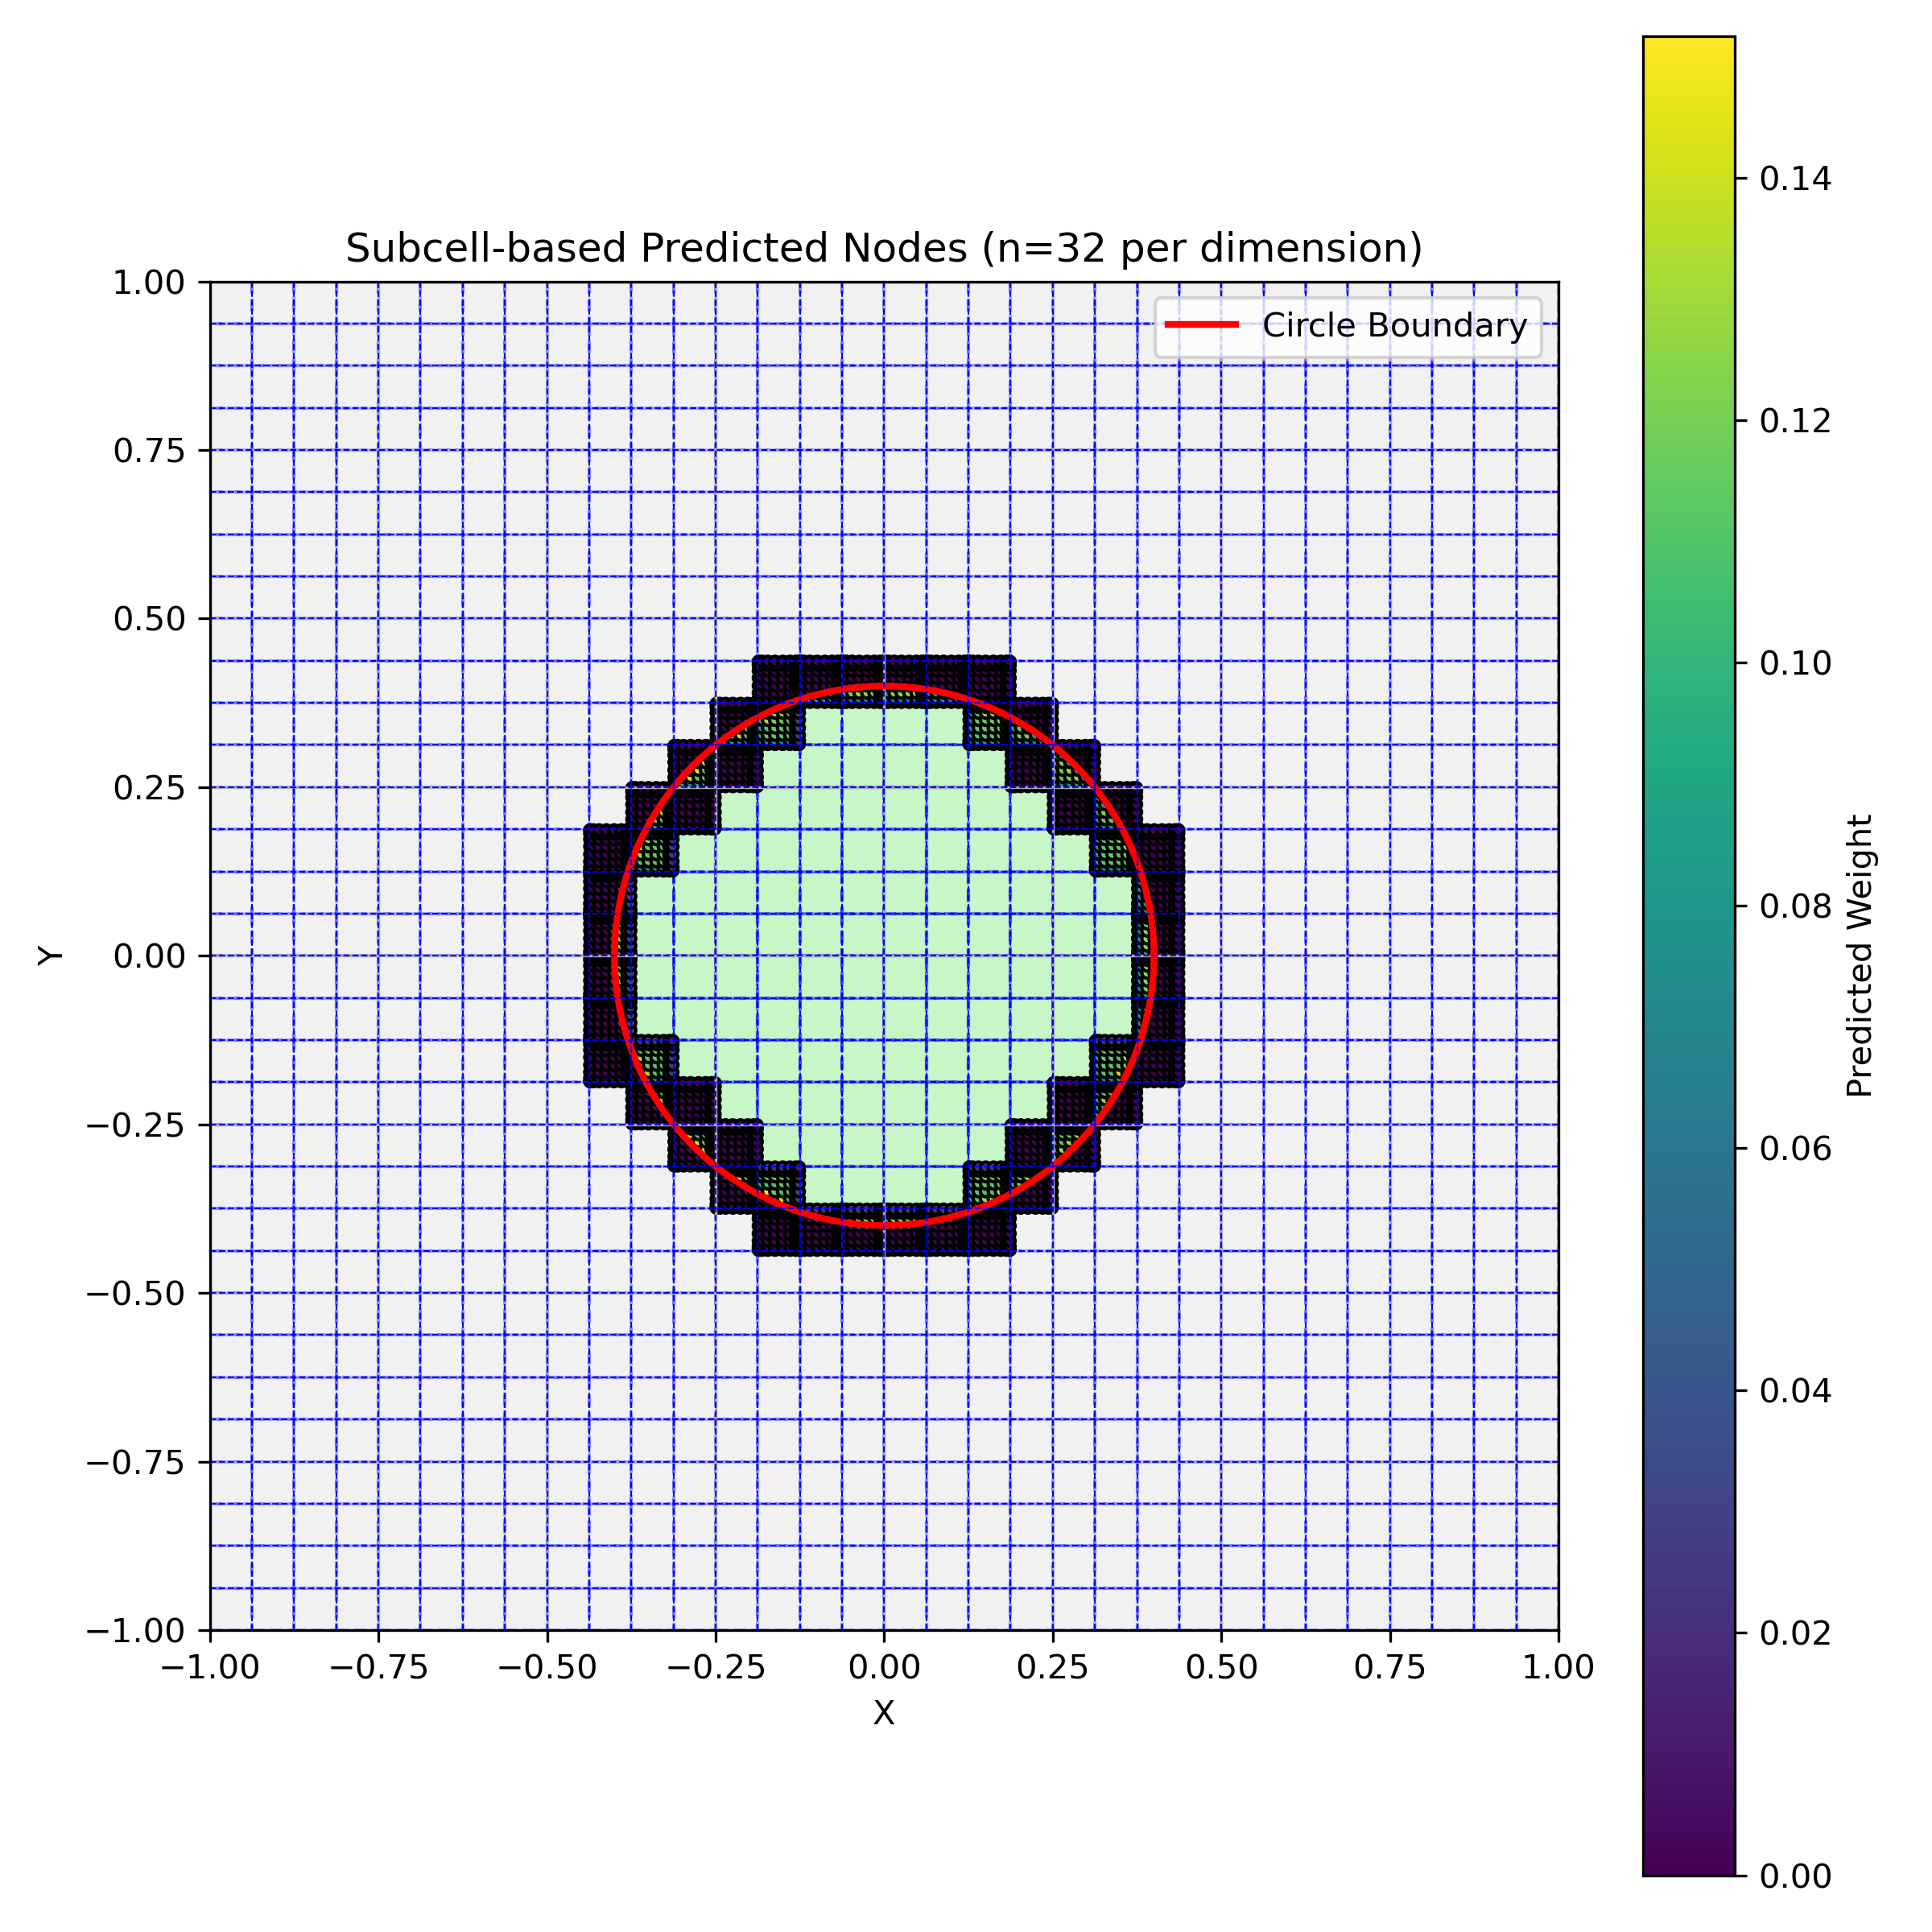 Subcell-based Predicted Nodes (n=32 per dimension)
Circle Boundary
1.00
0.75
0.50
0.25
0.00
−0.25
−0.50
−0.75
−1.00
Y
−1.00 −0.75 −0.50 −0.25 0.00 0.25 0.50 0.75 1.00
X
0.14
0.12
0.10
0.08
0.06
0.04
0.02
0.00
Predicted Weight